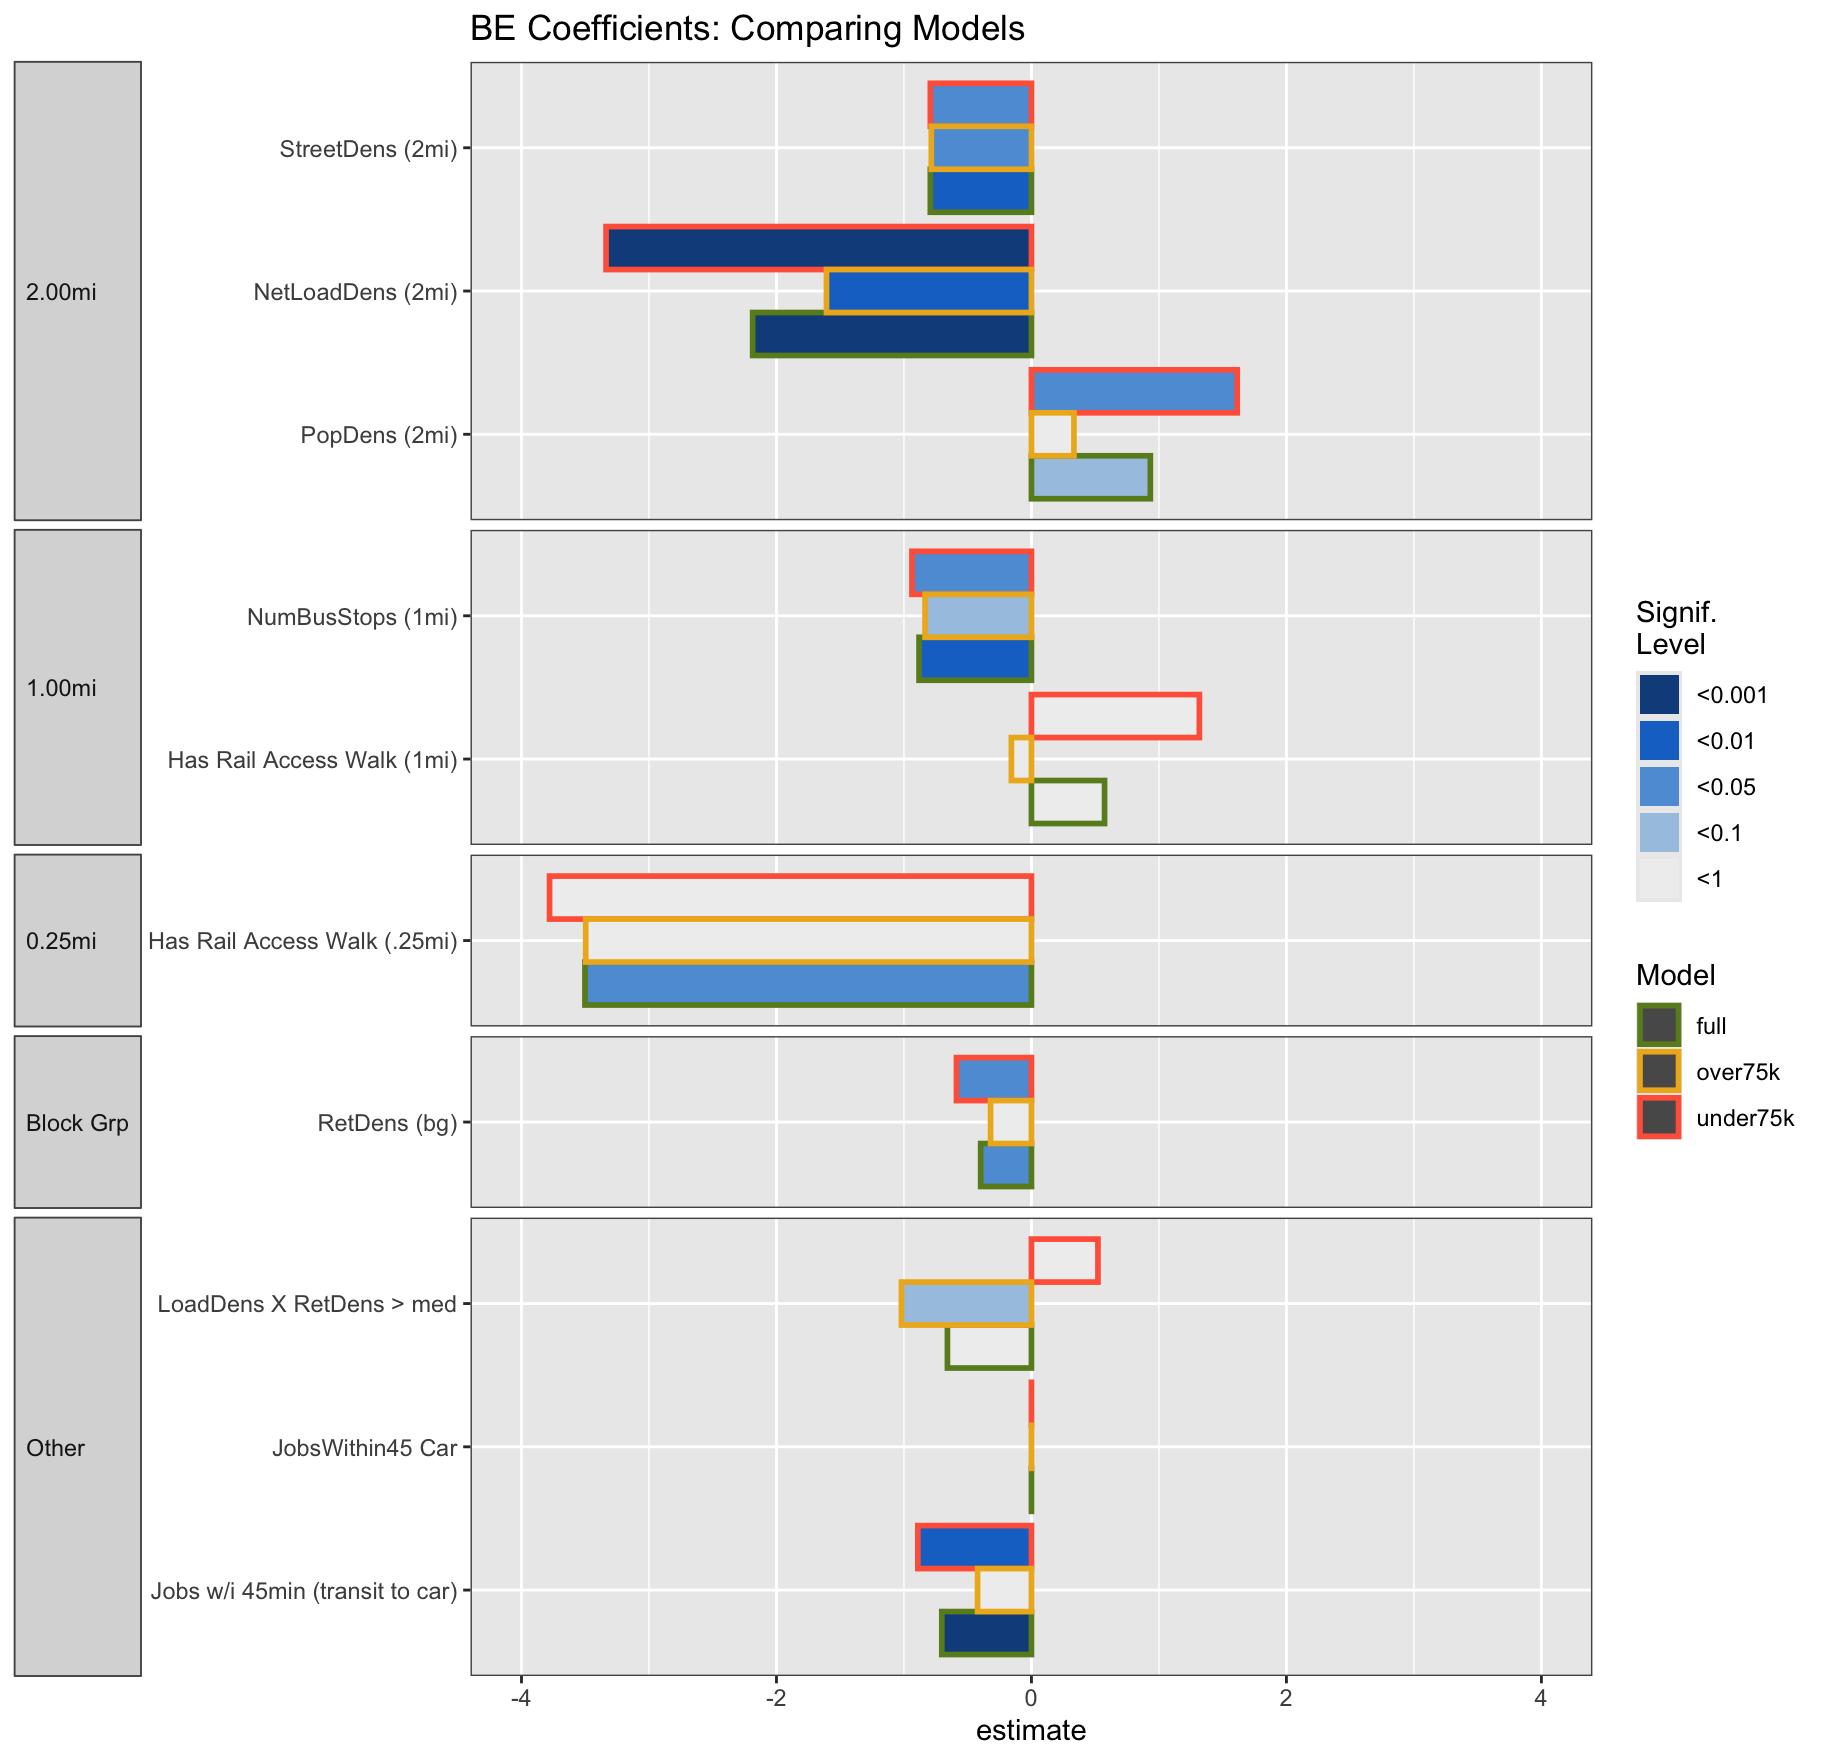 BE Coefficients: Comparing Models
2.00mi
StreetDens (2mi)
NetLoadDens (2mi)
PopDens (2mi)
1.00mi
NumBusStops (1mi)
Has Rail Access Walk (1mi)
0.25mi
Has Rail Access Walk (.25mi)
Block Grp
RetDens (bg)
Other
LoadDens X RetDens > med
JobsWithin45 Car
Jobs w/i 45min (transit to car)
-4
-2
0
2
4
estimate
Signif.
Level
<0.001
<0.01
<0.05
<0.1
<1
Model
full
over75k
under75k